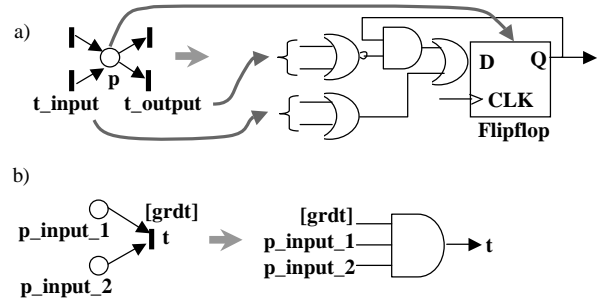 a)
p
t_input t_output
D Q
CLK
Flipflop
b)
[grdt]
t
p_input_1
p_input_2
[grdt]
p_input_1
p_input_2
t